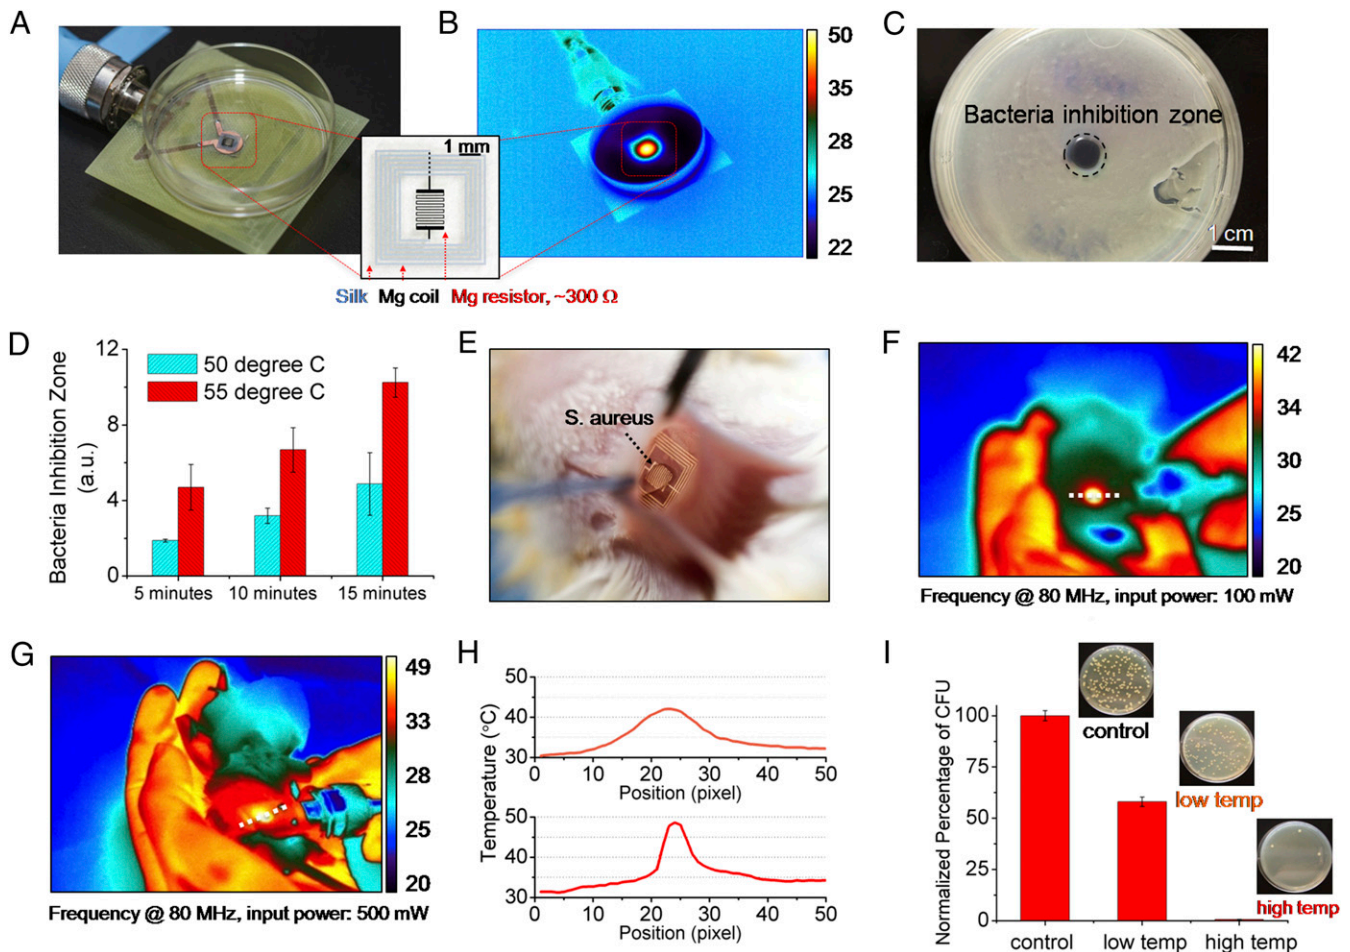 A
B
C
50
35
28
25
22
1 mm
Silk Mg coil Mg resistor, ~300 Ω
Bacteria inhibition zone
1 cm
D
Bacteria Inhibition Zone
(a.u.)
12
8
4
0
50 degree C
55 degree C
5 minutes 10 minutes 15 minutes
E
S. aureus
F
42
34
30
25
20
Frequency @ 80 MHz, input power: 100 mW
G
49
33
28
25
20
Frequency @ 80 MHz, input power: 500 mW
H
Temperature (°C)
50
40
30
0 10 20 30 40 50
Position (pixel)
50
40
30
0 10 20 30 40 50
Position (pixel)
I
Normalized Percentage of CFU
100
75
50
25
0
control
low temp
high temp
control low temp high temp